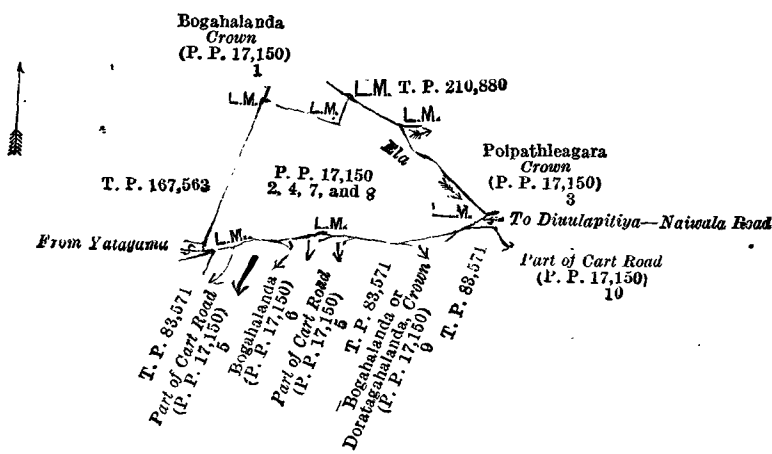 Bogahalanda
Crown
(P. P. 17,150)
1
L.M.
L.M.
L.M. T. P. 210,880
L.M.
Ela
Polpathleagara
Crown
(P. P. 17,150)
3
T. P. 167,563
P. P. 17,150
2, 4, 7, and 8
L.M.
To Diuulapitiya—Naiwala Road
From Yatayama
L.M.
L.M.
Part of Cart Road
(P. P. 17,150)
10
T. P. 83,571
Part of Cart Road
(P. P. 17,150)
5
Bogahalanda
(P. P. 17,150)
6
Part of Cart Road
(P. P. 17,150)
5
T. P. 83,571
Bogahalanda or
Doratagahalanda, Crown
(P. P. 17,150)
9
T. P. 83,571